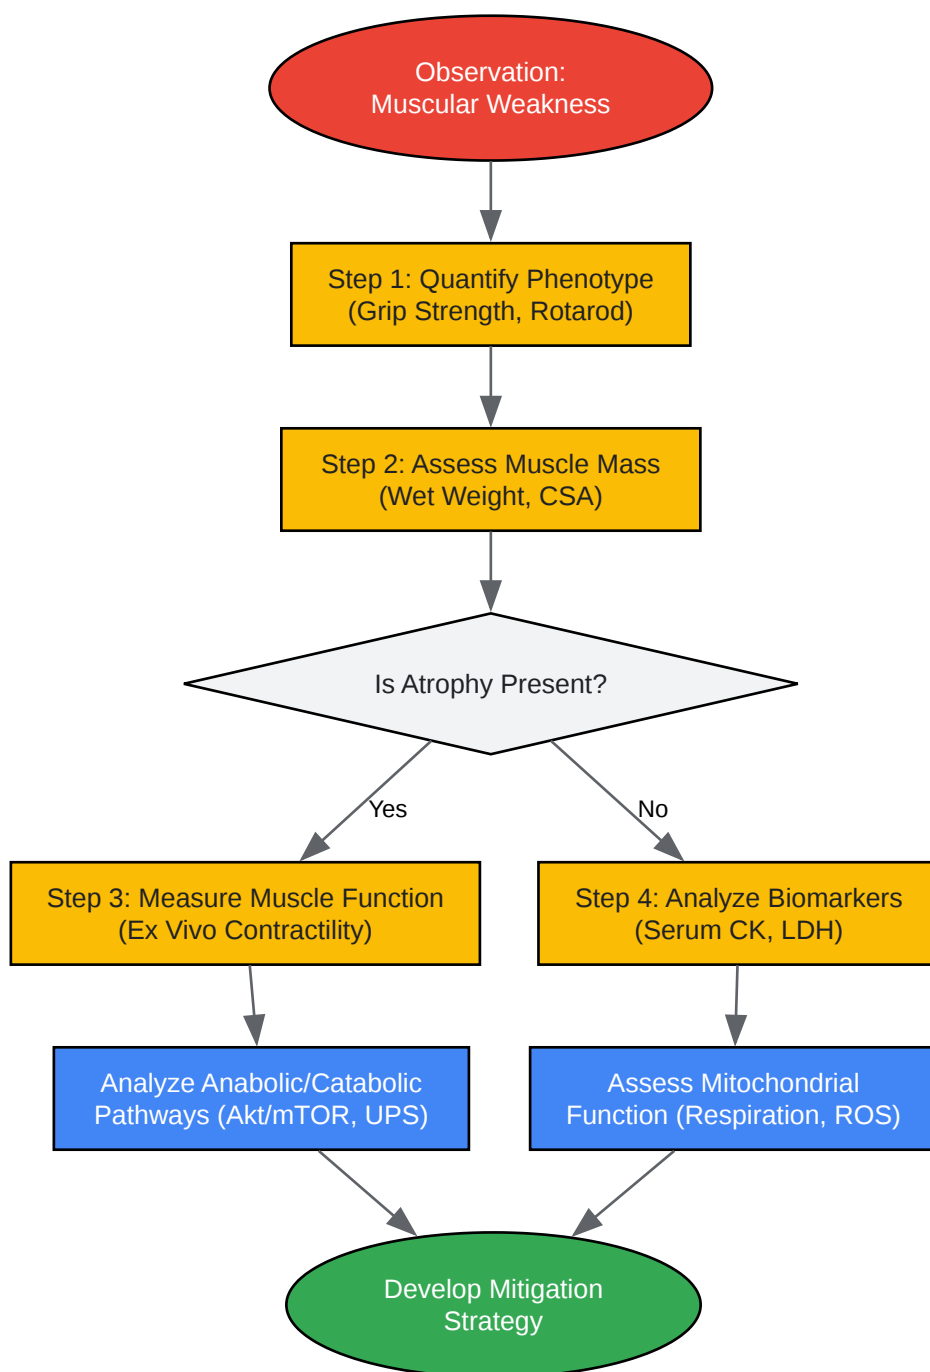 Observation:
Muscular Weakness
Step 1: Quantify Phenotype
(Grip Strength, Rotarod)
Step 2: Assess Muscle Mass
(Wet Weight, CSA)
Is Atrophy Present?
Yes
No
Step 3: Measure Muscle Function
(Ex Vivo Contractility)
Step 4: Analyze Biomarkers
(Serum CK, LDH)
Analyze Anabolic/Catabolic
Pathways (Akt/mTOR, UPS)
Assess Mitochondrial
Function (Respiration, ROS)
Develop Mitigation
Strategy